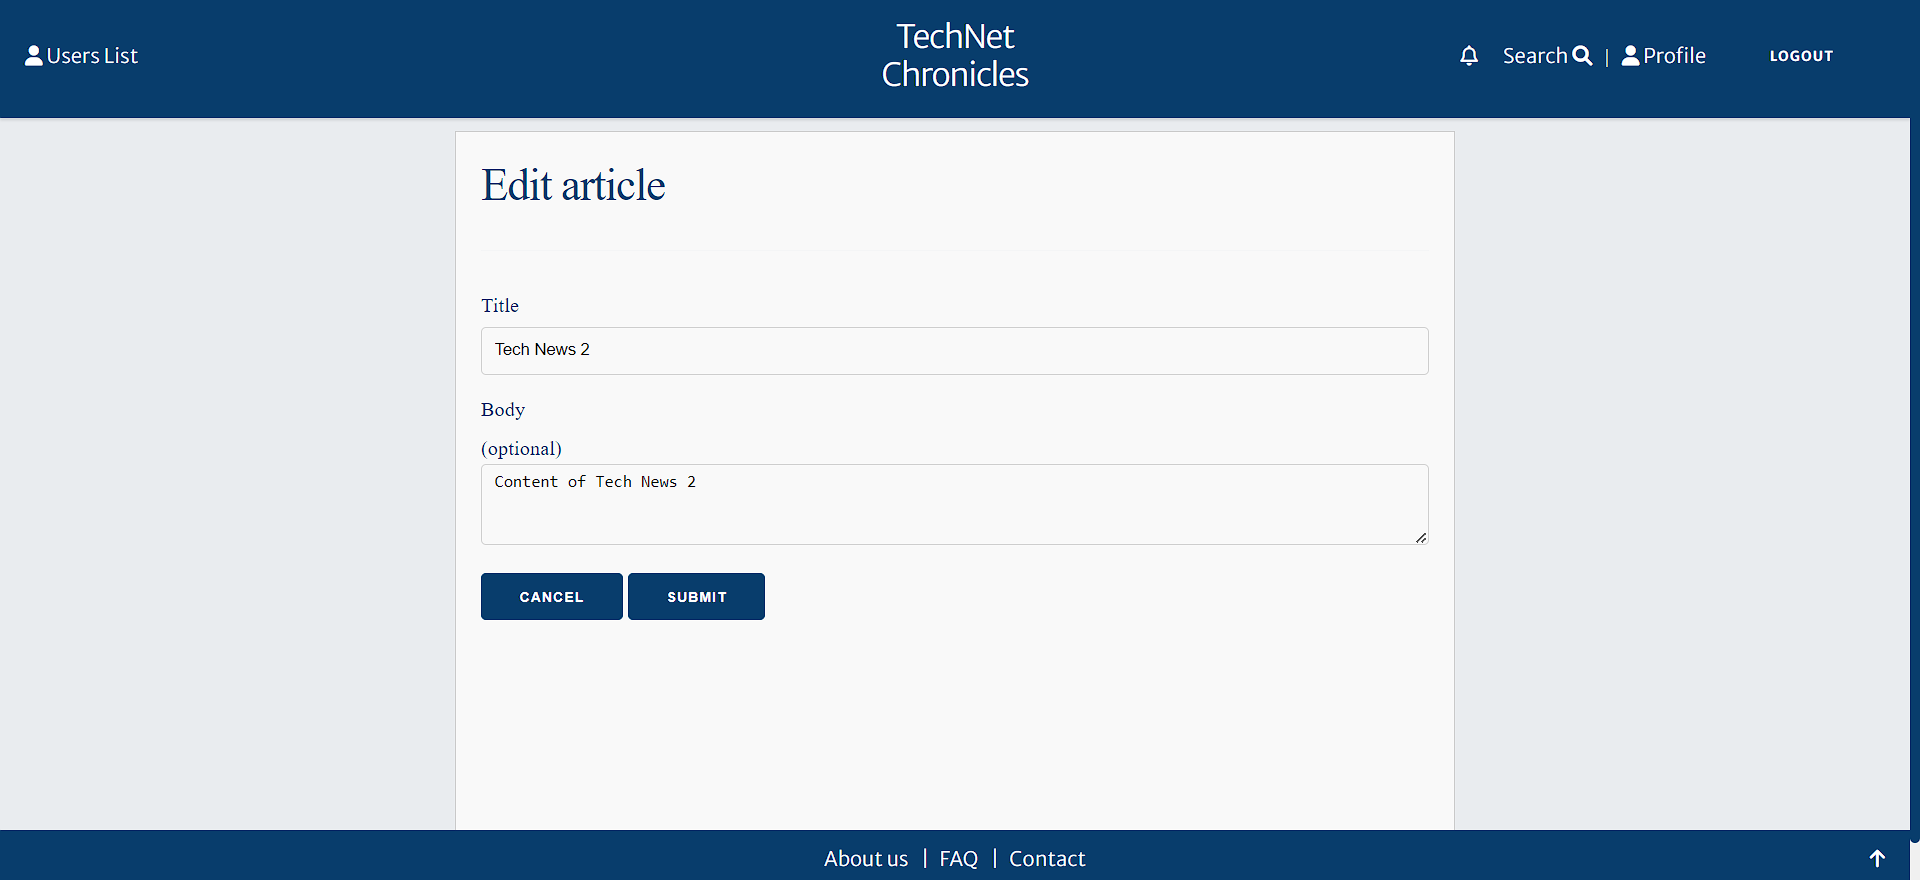 Users List
TechNet
Chronicles
Search | Profile
LOGOUT
Edit article
Title
Tech News 2
Body
(optional)
Content of Tech News 2
CANCEL SUBMIT
About us | FAQ | Contact